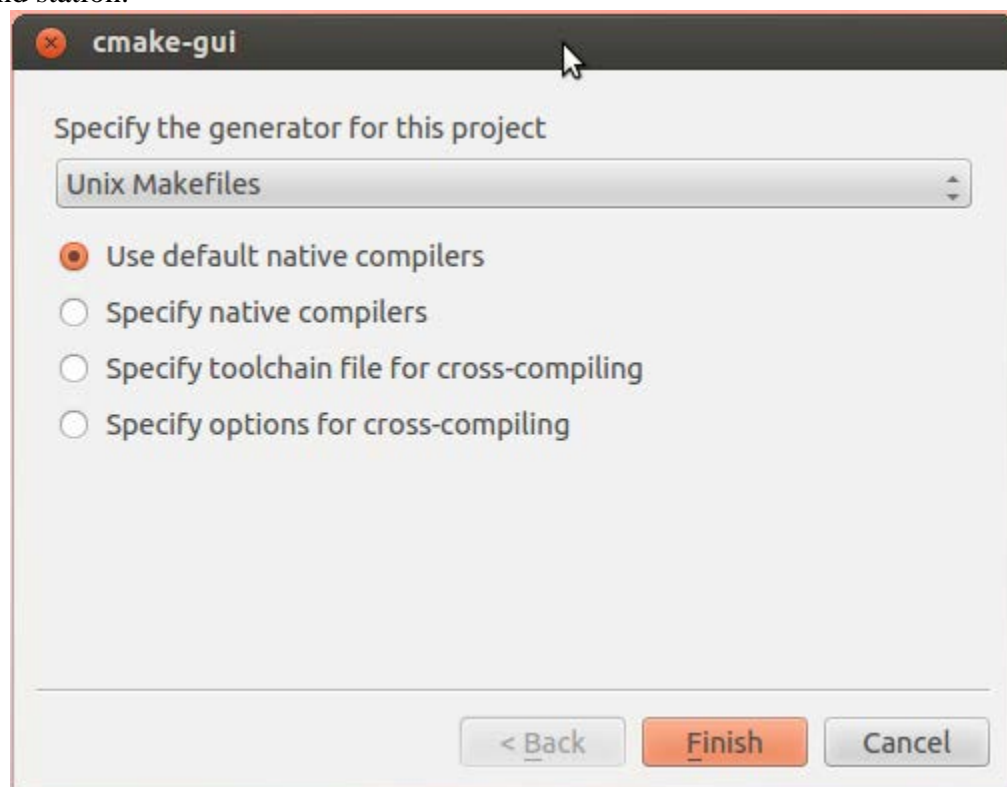 station.
cmake-gui
Specify the generator for this project
Unix Makefiles
Use default native compilers
Specify native compilers
Specify toolchain file for cross-compiling
Specify options for cross-compiling
< Back
Finish
Cancel